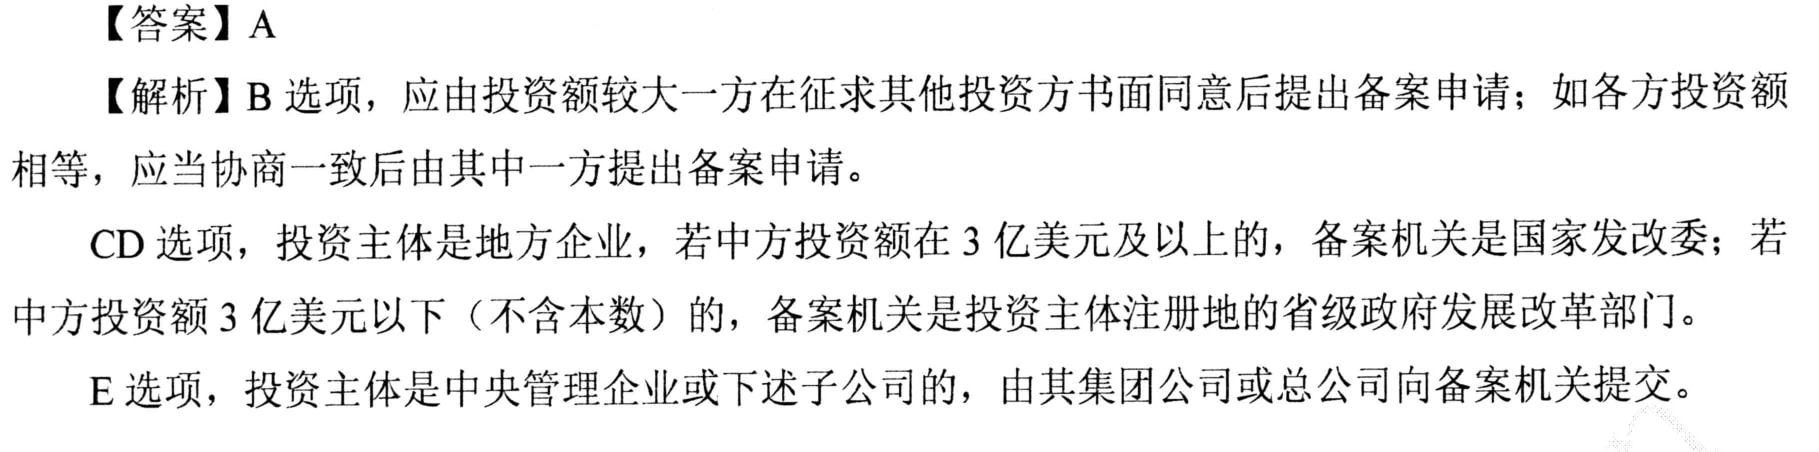 【答案】A
【解析】B 选项，应由投资额较大一方在征求其他投资方书面同意后提出备案申请；如各方投资额
相等，应当协商一致后由其中一方提出备案申请。
CD 选项，投资主体是地方企业，若中方投资额在 3 亿美元及以上的，备案机关是国家发改委；若
中方投资额 3 亿美元以下（不含本数）的，备案机关是投资主体注册地的省级政府发展改革部门。
E 选项，投资主体是中央管理企业或下述子公司的，由其集团公司或总公司向备案机关提交。